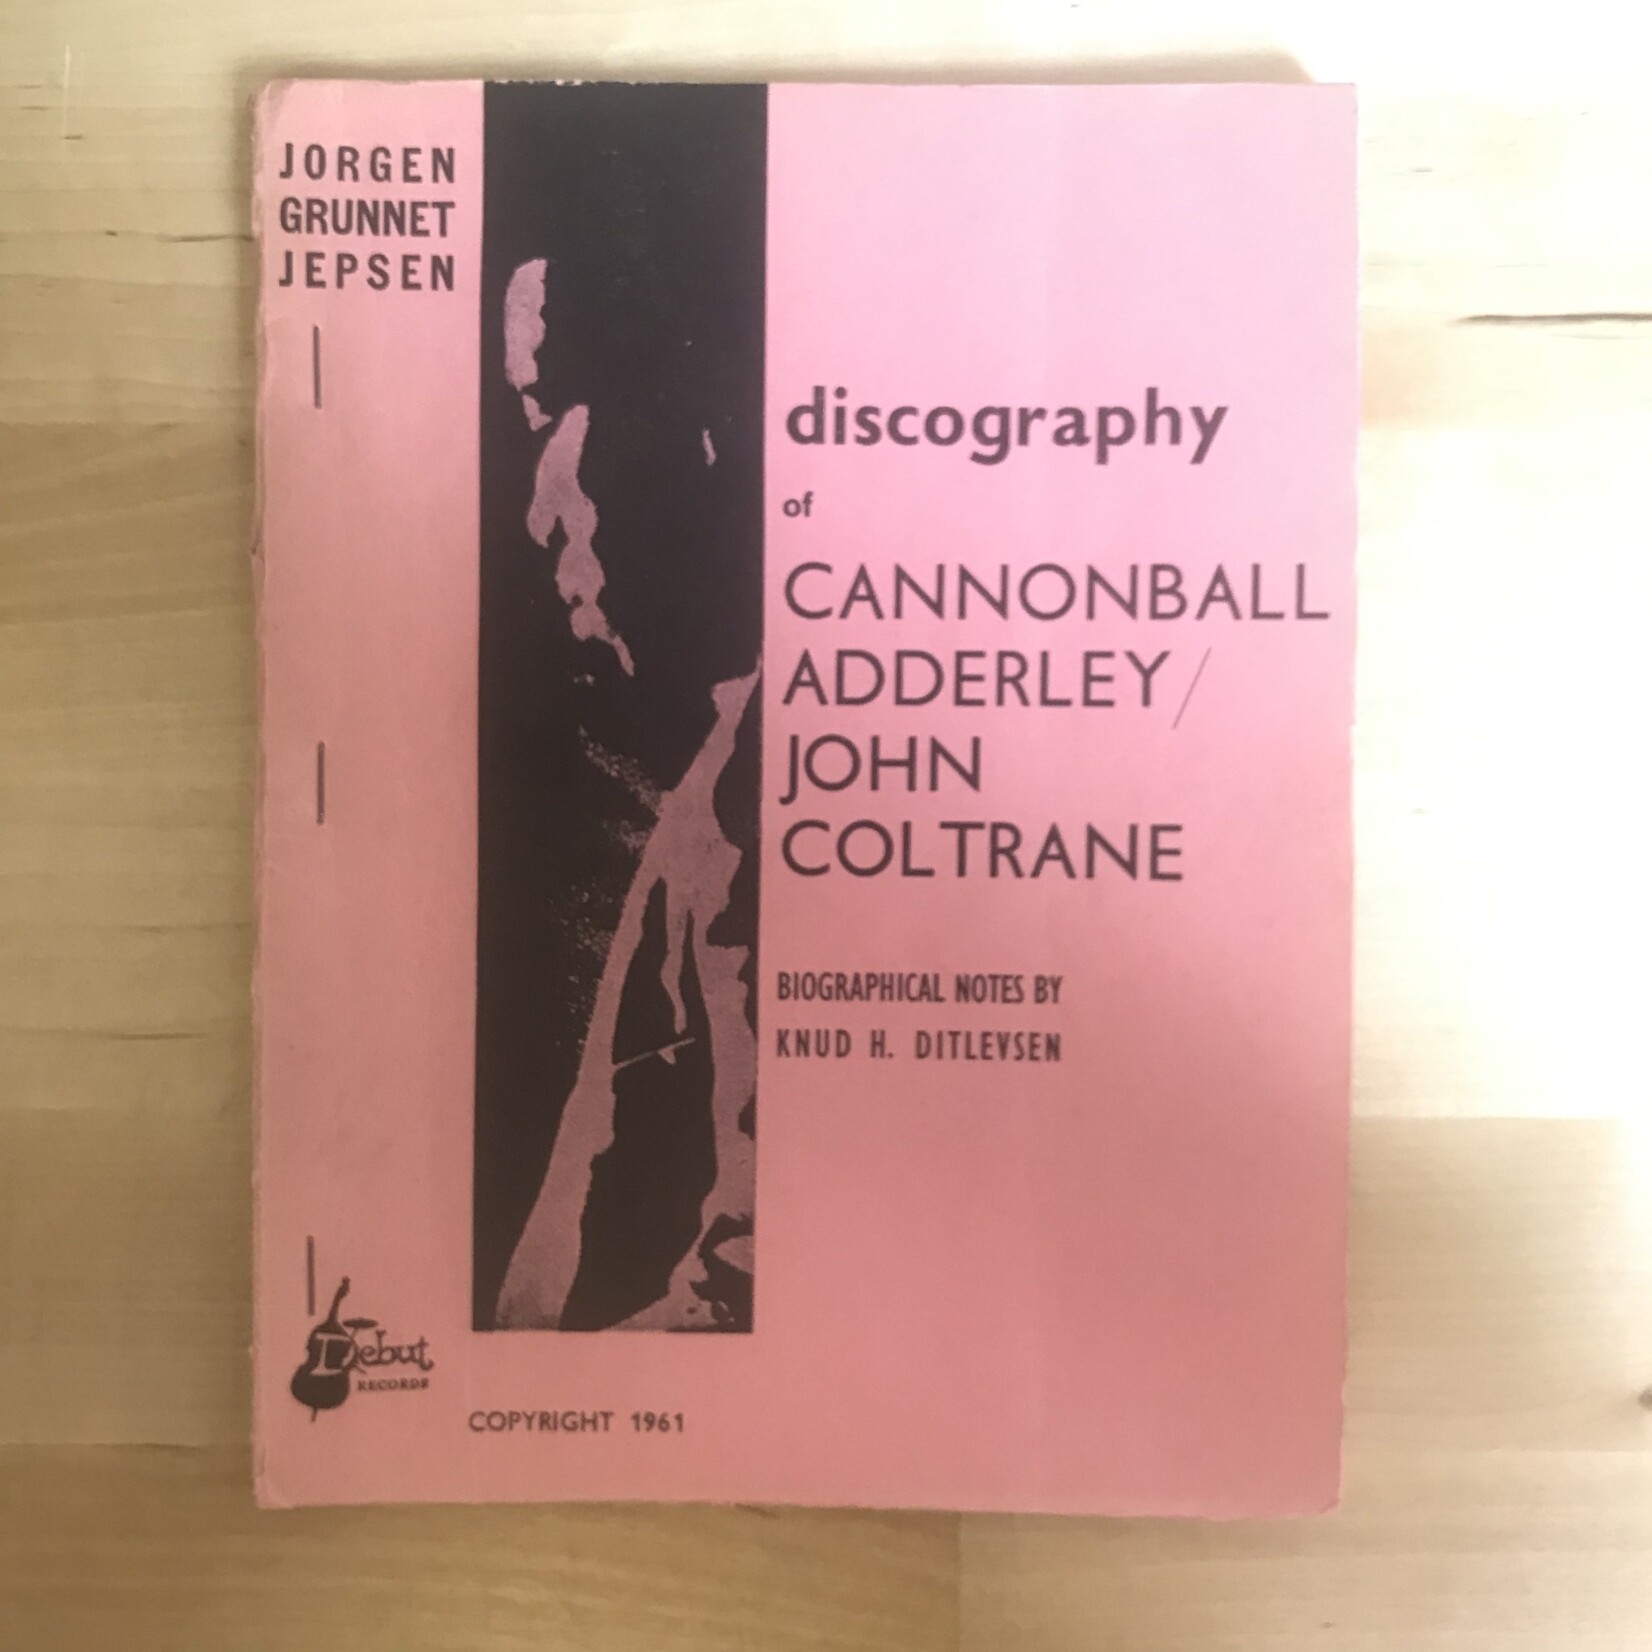 JORGEN
GRUNNET
JEPSEN
discography
of
CANNONBALL
ADDERLEY/
JOHN
COLTRANE
BIOGRAPHICAL NOTES BY
KNUD H. DITLEVSEN
Debut
RECORDS
COPYRIGHT 1961